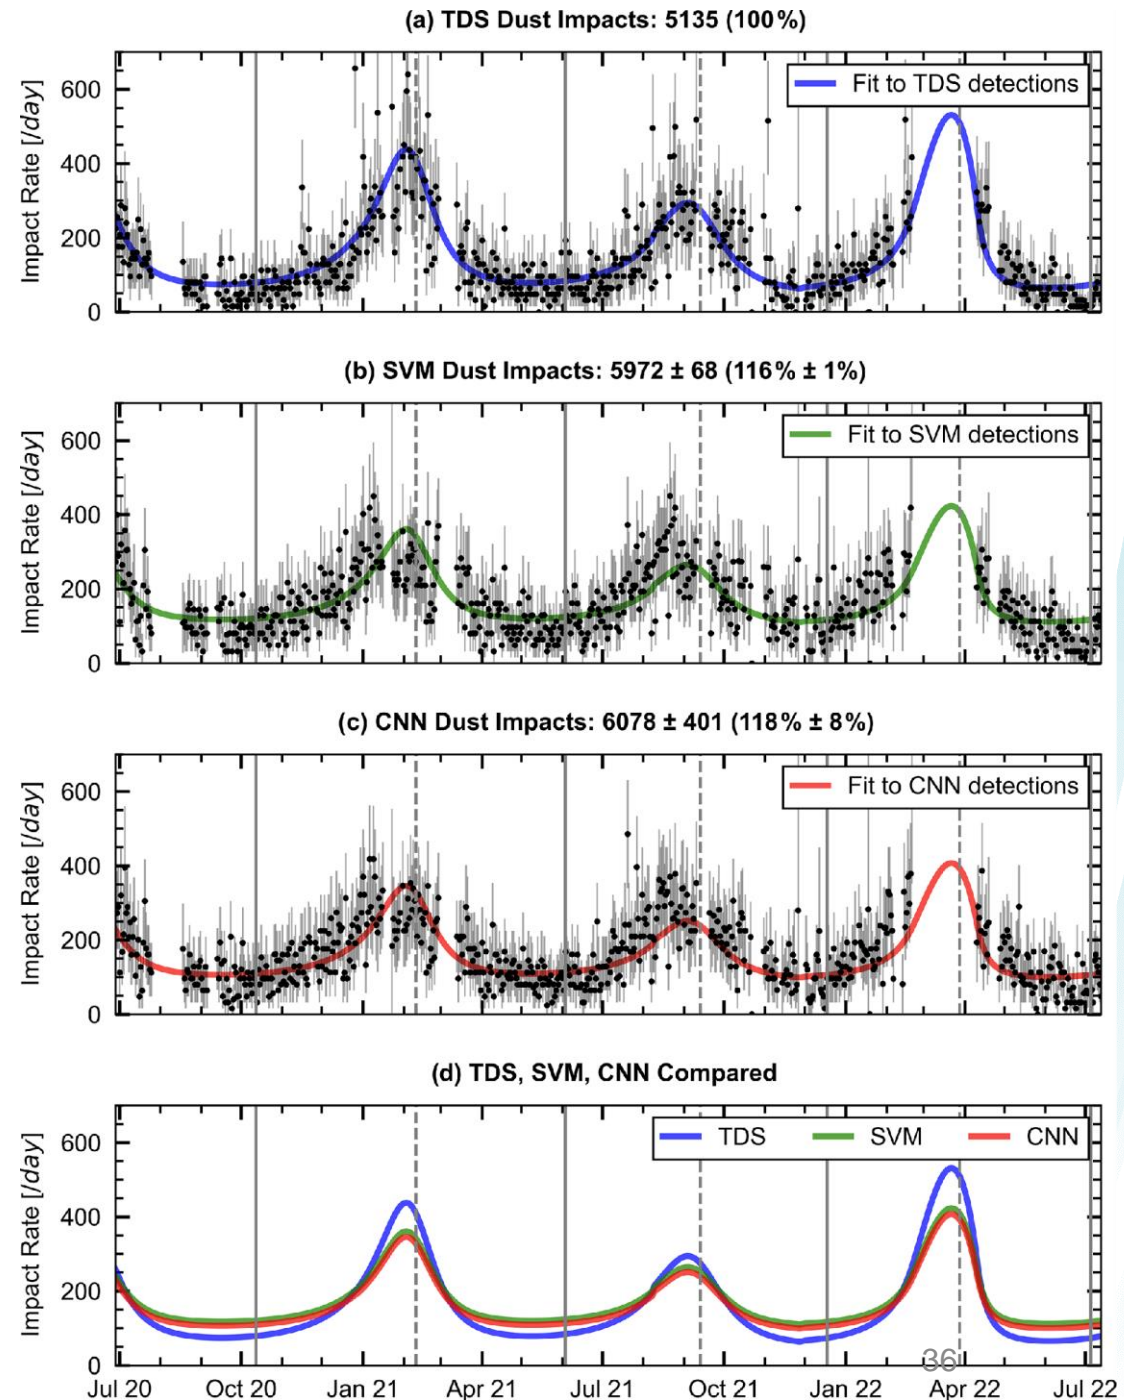 (a) TDS Dust Impacts: 5135 (100%)
Impact Rate [/day]
600
400
200
0
Fit to TDS detections
(b) SVM Dust Impacts: 5972 ± 68 (116% ± 1%)
Impact Rate [/day]
600
400
200
0
Fit to SVM detections
(c) CNN Dust Impacts: 6078 ± 401 (118% ± 8%)
Impact Rate [/day]
600
400
200
0
Fit to CNN detections
(d) TDS, SVM, CNN Compared
Impact Rate [/day]
600
400
200
0
TDS SVM CNN
36
Jul 20 Oct 20 Jan 21 Apr 21 Jul 21 Oct 21 Jan 22 Apr 22 Jul 22